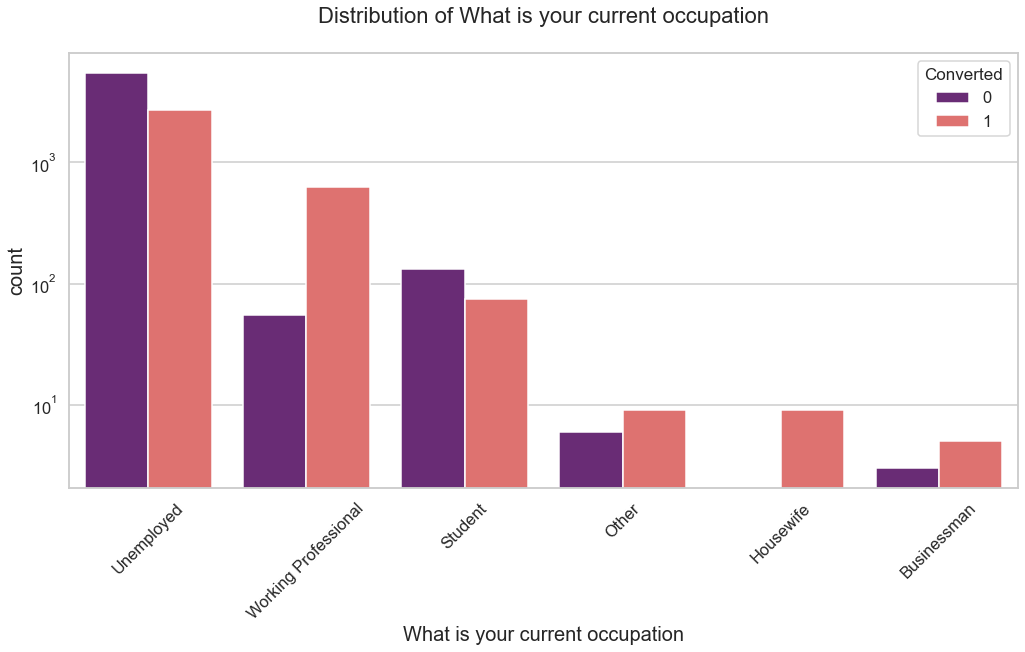 Distribution of What is your current occupation
Converted
0
1
10³
10²
10¹
count
Unemployed
Working Professional
Student
Other
Housewife
Businessman
What is your current occupation